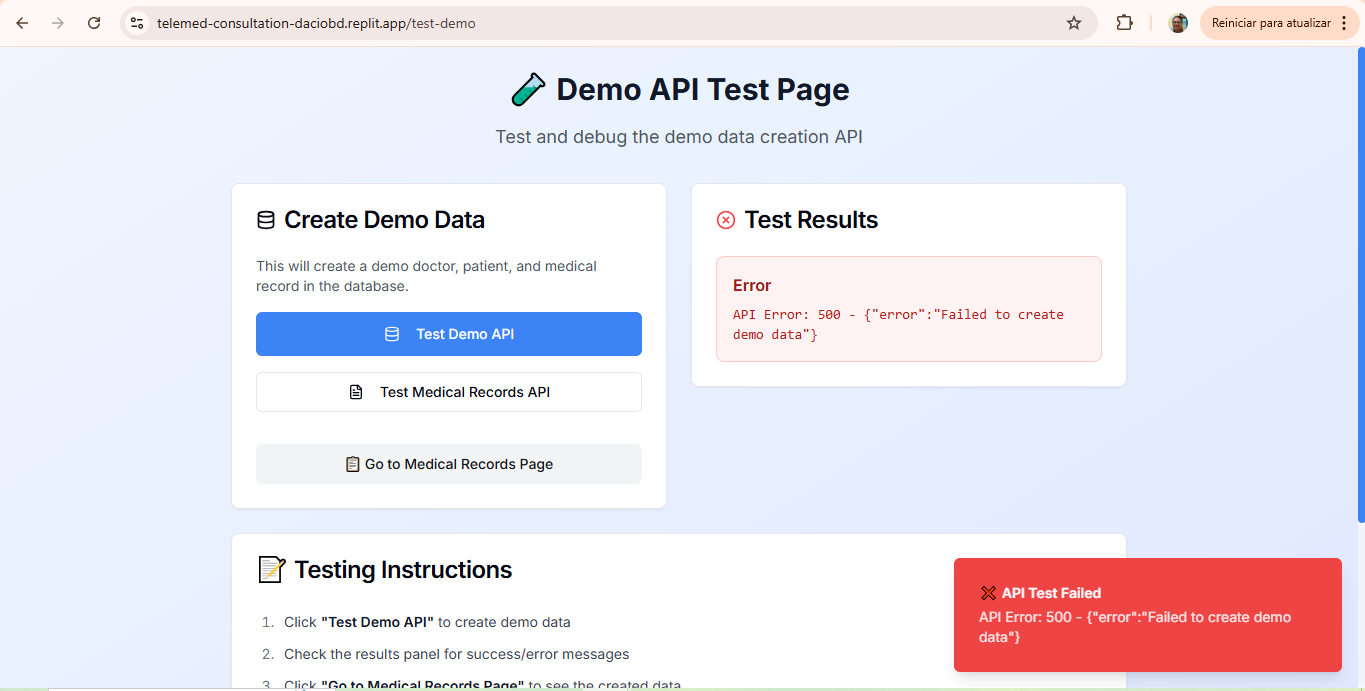 telemed-consultation-daciobd.replit.app/test-demo
Reiniciar para atualizar
Demo API Test Page
Test and debug the demo data creation API
Create Demo Data
This will create a demo doctor, patient, and medical
record in the database.
Test Demo API
Test Medical Records API
Go to Medical Records Page
Test Results
Error
API Error: 500 - {"error":"Failed to create
demo data"}
Testing Instructions
1. Click "Test Demo API" to create demo data
2. Check the results panel for success/error messages
3. Click "Go to Medical Records Page" to see the created data
API Test Failed
API Error: 500 - {"error":"Failed to create demo
data"}